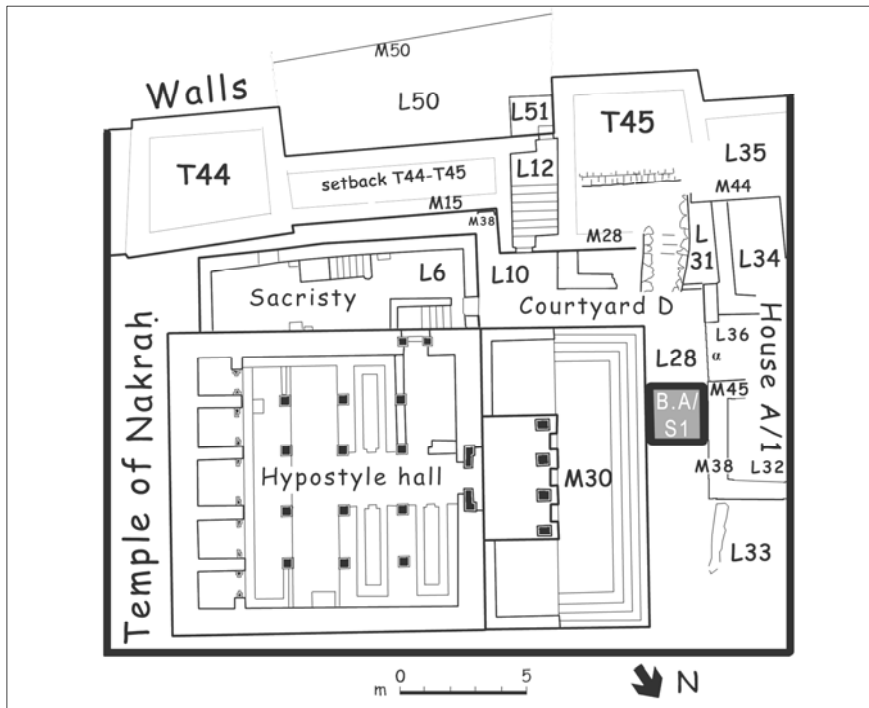 M50
Walls
L50
L51
T45
T44
L12
L35
setback T44-T45
M44
M15
M38
M28
L
31
L34
L6
L10
Sacristy
Courtyard D
House A/1
L36
α
L28
M45
B.A/
S1
Temple of Nakraḥ
Hypostyle hall
M30
M38
L32
L33
0
5
m
N